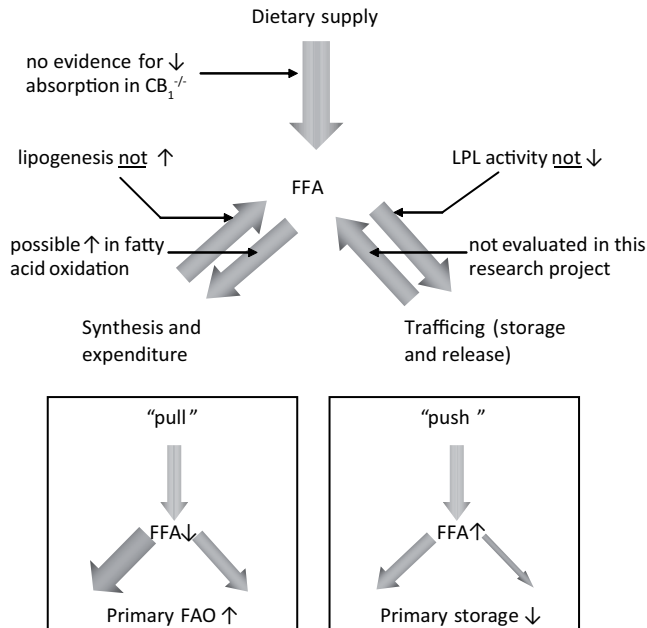 Dietary supply
no evidence for ↓
absorption in CB₁⁻/⁻
lipogenesis not ↑
LPL activity not ↓
FFA
possible ↑ in fatty
acid oxidation
not evaluated in this
research project
Synthesis and
expenditure
Trafficing (storage
and release)
“pull”
FFA↓
Primary FAO ↑
“push ”
FFA↑
Primary storage ↓